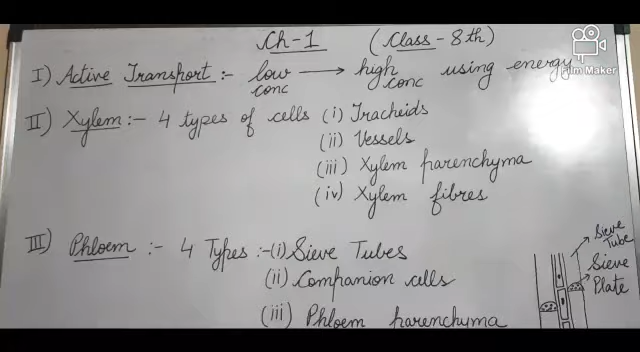 Ch-1 (Class - 8th)
I) Active Transport :- low conc → high conc using energy
Film Maker
II) Xylem :- 4 types of cells (i) Tracheids
(ii) Vessels
(iii) Xylem parenchyma
(iv) Xylem fibres
III) Phloem :- 4 Types :- (i) Sieve Tubes
(ii) Companion cells
(iii) Phloem parenchyma
Sieve Tube
Sieve Plate